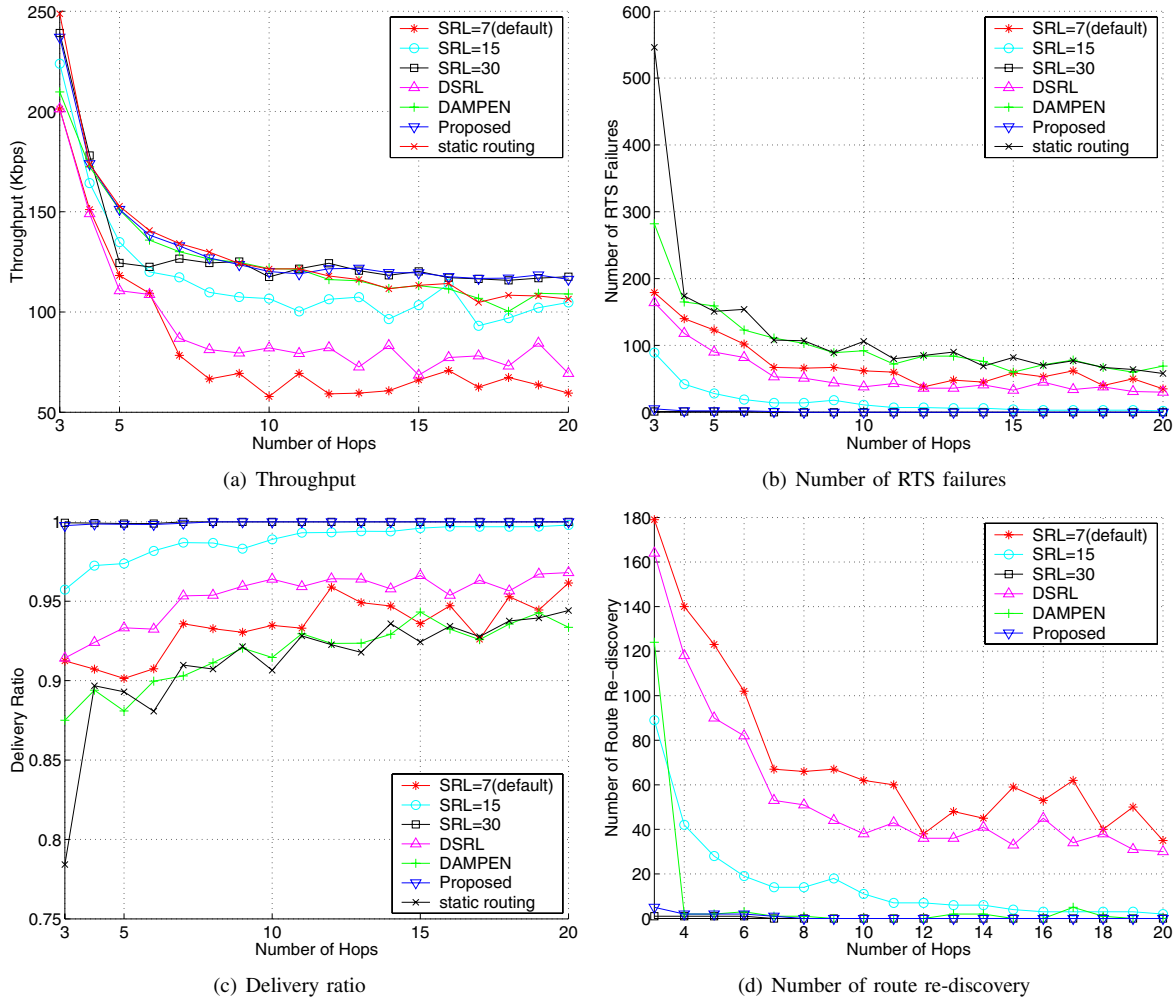 250
200
150
100
50
Throughput (Kbps)
3
5
10
15
20
Number of Hops
SRL=7(default)
SRL=15
SRL=30
DSRL
DAMPEN
Proposed
static routing
(a) Throughput
600
500
400
300
200
100
0
Number of RTS Failures
3
5
10
15
20
Number of Hops
SRL=7(default)
SRL=15
SRL=30
DSRL
DAMPEN
Proposed
static routing
(b) Number of RTS failures
1
0.95
0.9
0.85
0.8
0.75
Delivery Ratio
3
5
10
15
20
Number of Hops
SRL=7(default)
SRL=15
SRL=30
DSRL
DAMPEN
Proposed
static routing
(c) Delivery ratio
180
160
140
120
100
80
60
40
20
0
Number of Route Re-discovery
4
6
8
10
12
14
16
18
20
Number of Hops
SRL=7(default)
SRL=15
SRL=30
DSRL
DAMPEN
Proposed
(d) Number of route re-discovery